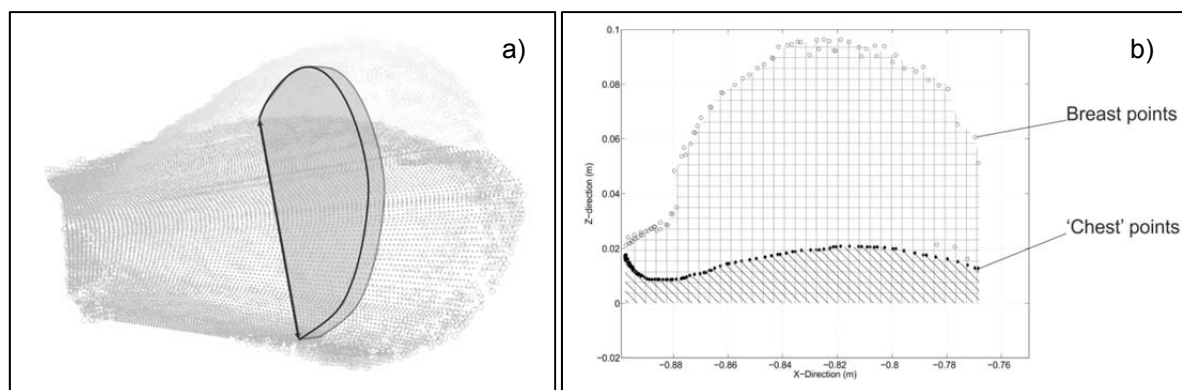 a)
b)
0.1
0.08
0.06
0.04
0.02
0
−0.02
Z−direction (m)
−0.88
−0.86
−0.84
−0.82
−0.8
−0.78
−0.76
X−Direction (m)
Breast points
‘Chest’ points